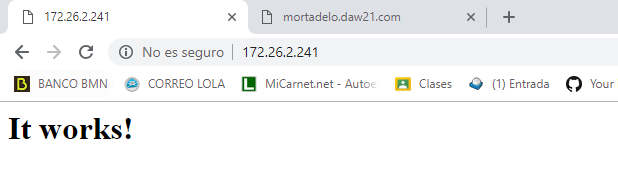 172.26.2.241 mortadelo.daw21.com
No es seguro 172.26.2.241
BANCO BMN CORREO LOLA MiCarnet.net - Autoe Clases (1) Entrada Your
It works!